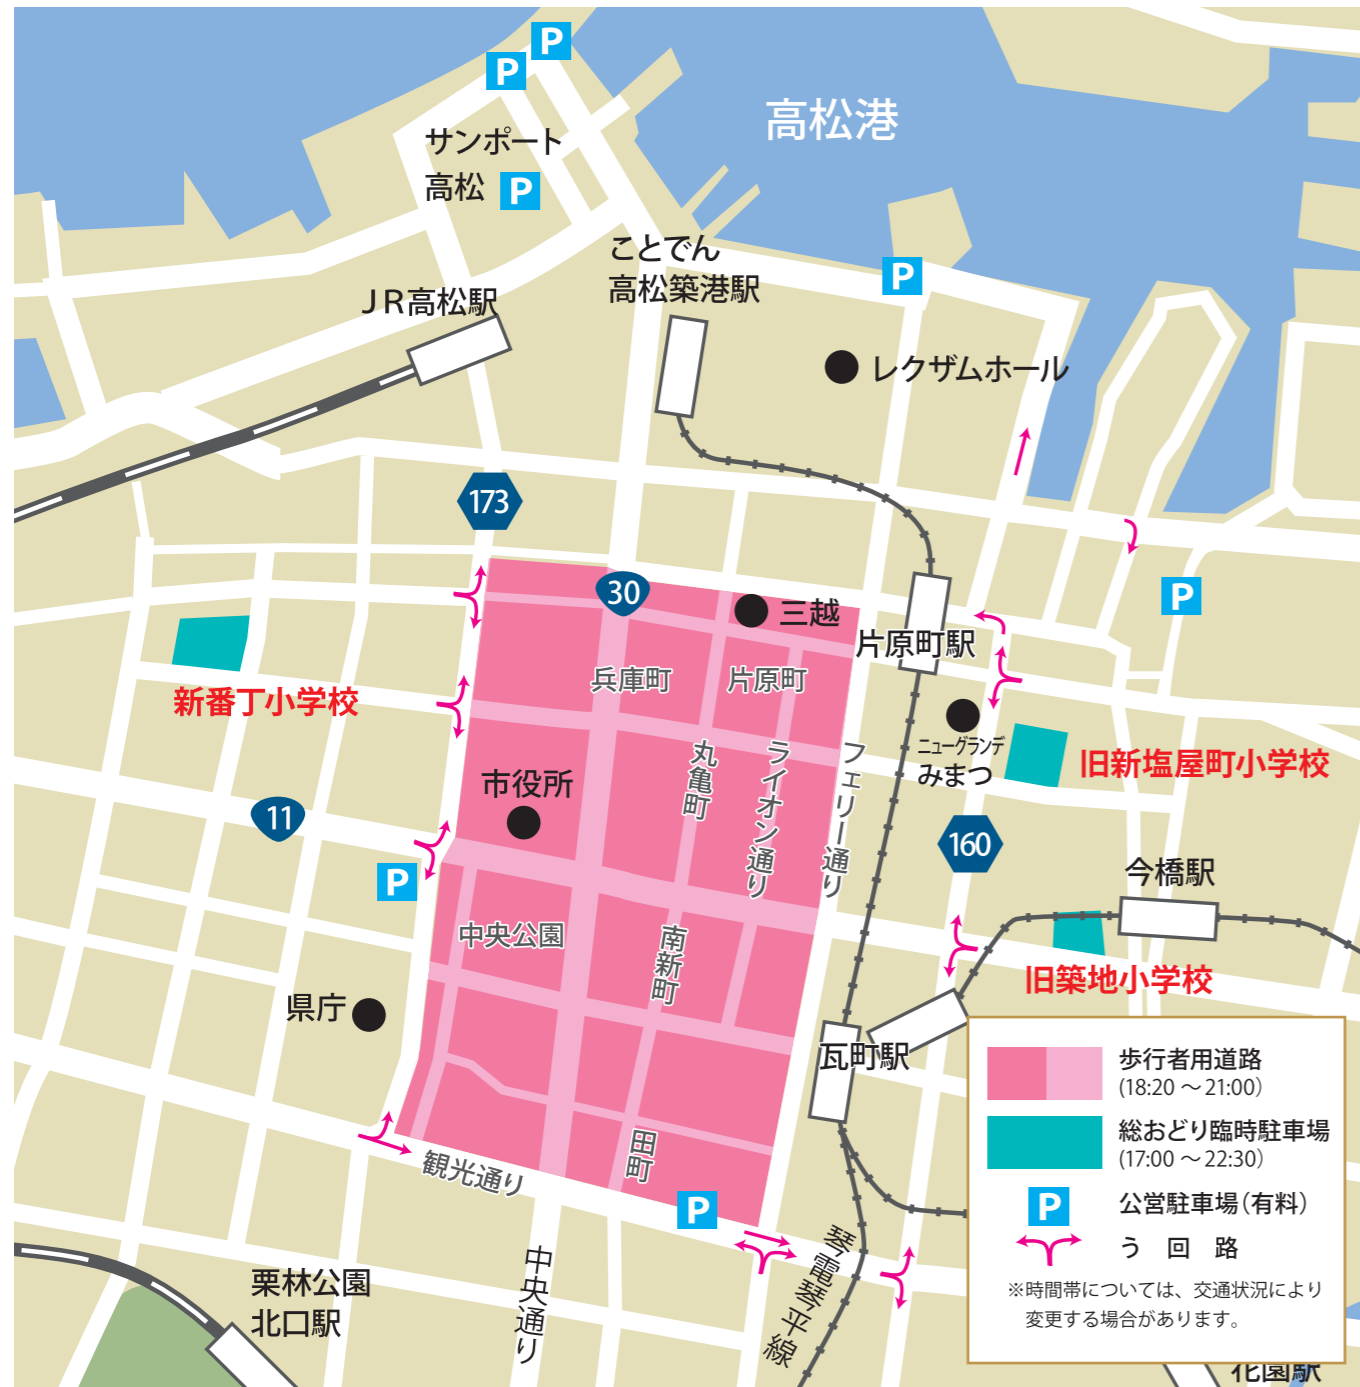 P
P
高松港
サンポート
高松 P
ことでん
高松築港駅
P
JR高松駅
レクザムホール
173
30
三越
P
片原町駅
兵庫町
片原町
新番丁小学校
ニューグランデ
みまつ
旧新塩屋町小学校
丸亀町
ライオン通り
フェリー通り
市役所
11
160
P
今橋駅
中央公園
南新町
旧築地小学校
県庁
瓦町駅
田町
観光通り
P
中央通り
琴電琴平線
栗林公園
北口駅
歩行者用道路
(18:20 ～ 21:00)
総おどり臨時駐車場
(17:00 ～ 22:30)
P 公営駐車場(有料)
う 回 路
※時間帯については、交通状況により
変更する場合があります。
花園駅